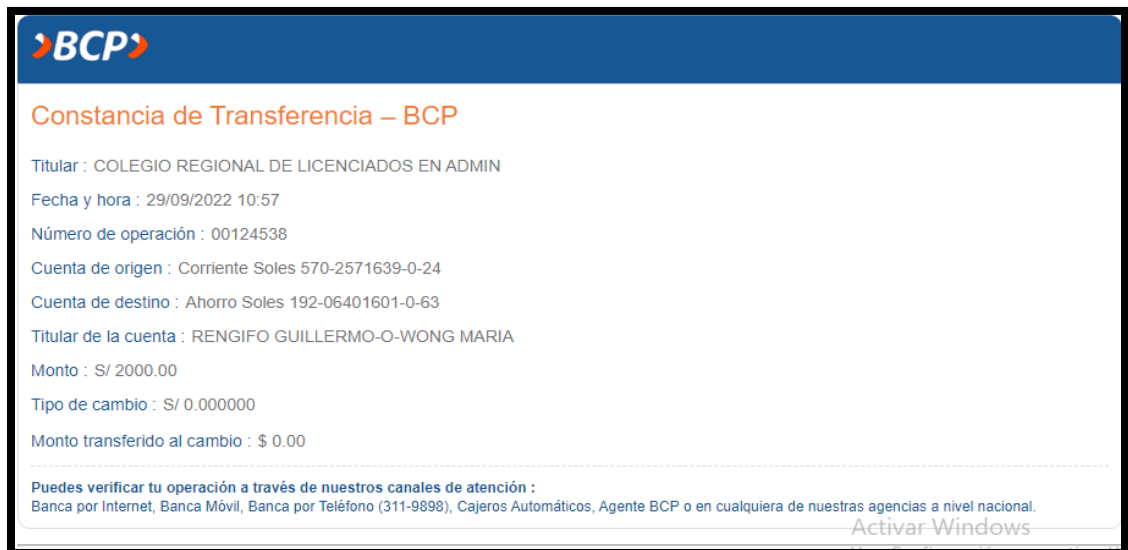 BCP
Constancia de Transferencia – BCP
Titular : COLEGIO REGIONAL DE LICENCIADOS EN ADMIN
Fecha y hora : 29/09/2022 10:57
Número de operación : 00124538
Cuenta de origen : Corriente Soles 570-2571639-0-24
Cuenta de destino : Ahorro Soles 192-06401601-0-63
Titular de la cuenta : RENGIFO GUILLERMO-O-WONG MARIA
Monto : S/ 2000.00
Tipo de cambio : S/ 0.000000
Monto transferido al cambio : $ 0.00
Puedes verificar tu operación a través de nuestros canales de atención :
Banca por Internet, Banca Móvil, Banca por Teléfono (311-9898), Cajeros Automáticos, Agente BCP o en cualquiera de nuestras agencias a nivel nacional.
Activar Windows